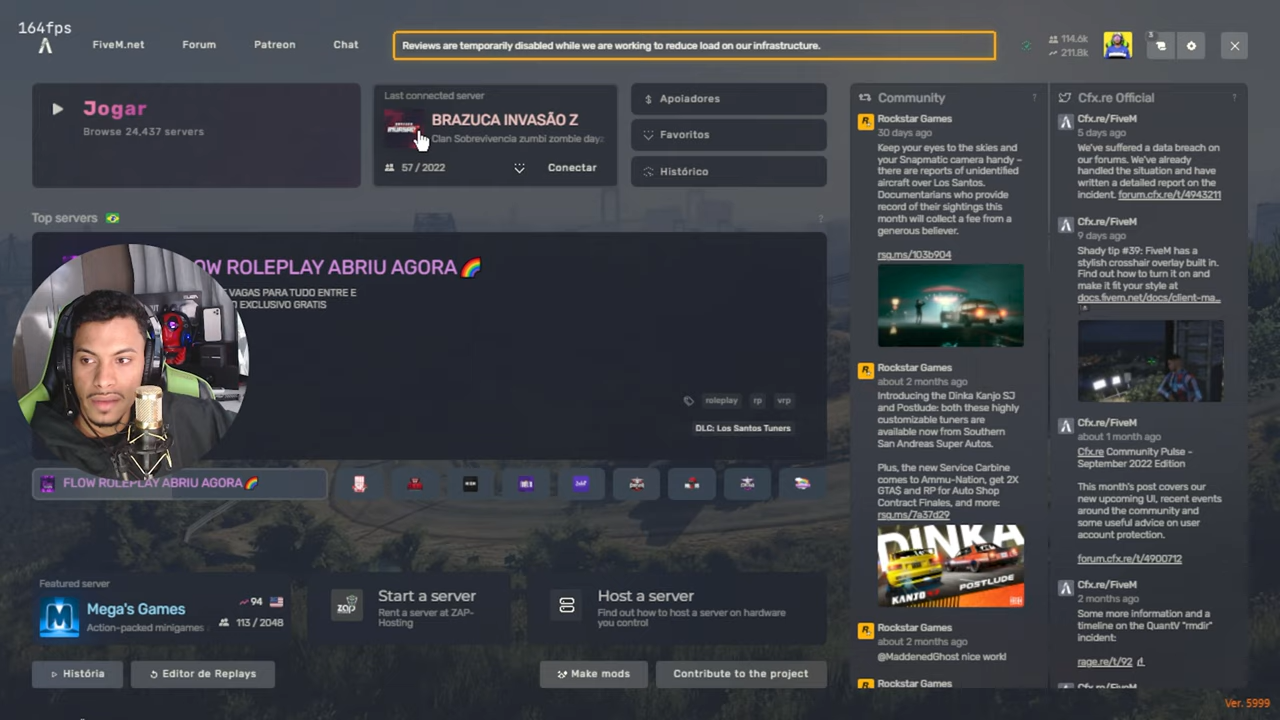 164fps
FiveM.net
Forum
Patreon
Chat
Reviews are temporarily disabled while we are working to reduce load on our infrastructure.
114.6k
211.8k
3
Jogar
Browse 24,437 servers
Last connected server
BRAZUCA INVASÃO Z
Clan Sobrevivencia zumbi zombie dayz
57 / 2022
Conectar
Apoiadores
Favoritos
Histórico
Top servers
?
OW ROLEPLAY ABRIU AGORA🌈
VAGAS PARA TUDO ENTRE E
EXCLUSIVO GRATIS
roleplay
rp
vrp
DLC: Los Santos Tuners
FLOW ROLEPLAY ABRIU AGORA🌈
Featured server
Mega's Games
Action-packed minigames
94
113 / 2048
ZAP
Start a server
Rent a server at ZAP-
Hosting
Host a server
Find out how to host a server on hardware
you control
História
Editor de Replays
Make mods
Contribute to the project
Community
?
Rockstar Games
30 days ago
Keep your eyes to the skies and
your Snapmatic camera handy –
there are reports of unidentified
aircraft over Los Santos.
Documentarians who provide
record of their sightings this
month will collect a fee from a
generous believer.
rsg.ms/103b904
Rockstar Games
about 2 months ago
Introducing the Dinka Kanjo SJ
and Postlude: both these highly
customizable tuners are
available now from Southern
San Andreas Super Autos.
Plus, the new Service Carbine
comes to Ammu-Nation, get 2X
GTA$ and RP for Auto Shop
Contract Finales, and more:
rsg.ms/7a37d29
DINKA
KANJO
POSTLUDE
Rockstar Games
about 2 months ago
@MaddenedGhost nice world
Rockstar Games
Cfx.re Official
?
Cfx.re/FiveM
5 days ago
We've suffered a data breach on
our forums. We've already
handled the situation and have
written a detailed report on the
incident. forum.cfx.re/t/4943211
Cfx.re/FiveM
9 days ago
Shady tip #39: FiveM has a
stylish crosshair overlay built in.
Find out how to turn it on and
make it fit your style at
docs.fivem.net/docs/client-ma…
Cfx.re/FiveM
about 1 month ago
Cfx.re Community Pulse –
September 2022 Edition
This month's post covers our
new upcoming UI, recent events
around the community and
some useful advice on user
account protection.
forum.cfx.re/t/4900712
Cfx.re/FiveM
2 months ago
Some more information and a
timeline on the QuantV "rmdir"
incident:
rage.re/t/92
Cfx.re/FiveM
Ver. 5999